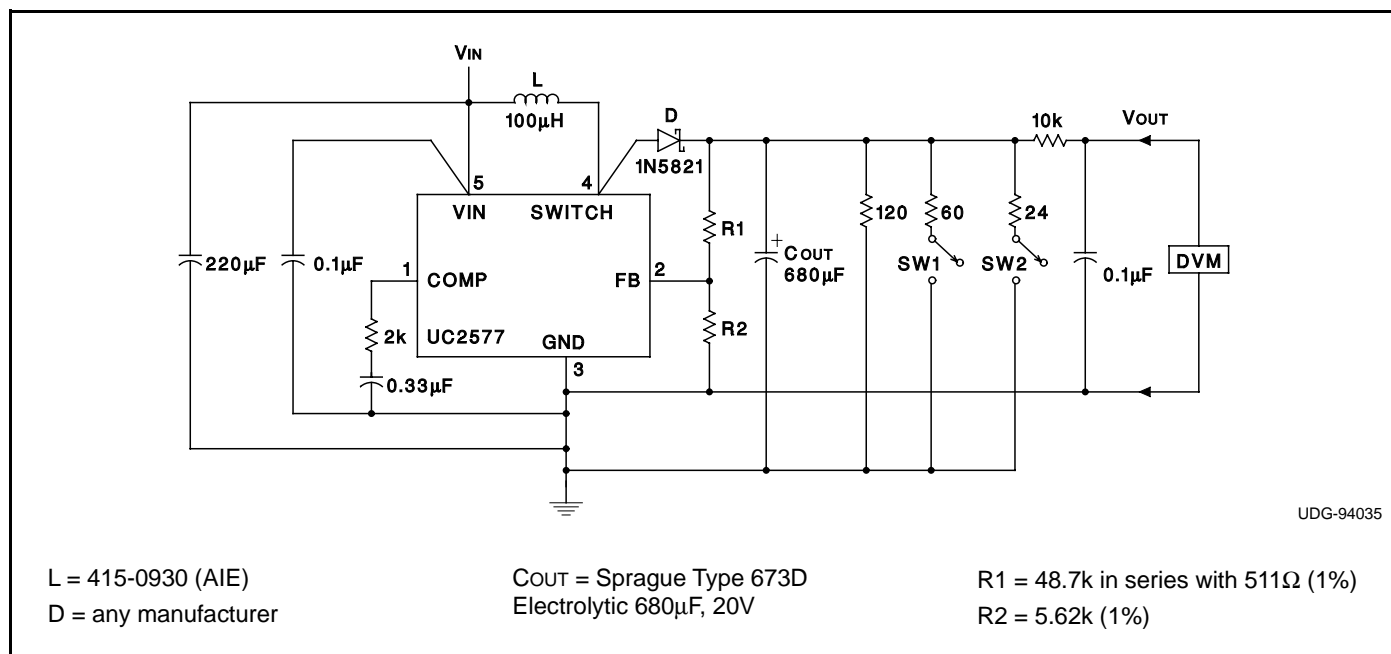 VIN
L
100µH
D
1N5821
10k
VOUT
5
4
VIN
SWITCH
R1
120
60
24
220µF
0.1µF
1
COMP
FB
2
+
COUT
680µF
SW1
SW2
0.1µF
DVM
2k
UC2577
GND
R2
3
0.33µF
UDG-94035
L = 415-0930 (AIE)
D = any manufacturer
COUT = Sprague Type 673D
Electrolytic 680µF, 20V
R1 = 48.7k in series with 511Ω (1%)
R2 = 5.62k (1%)